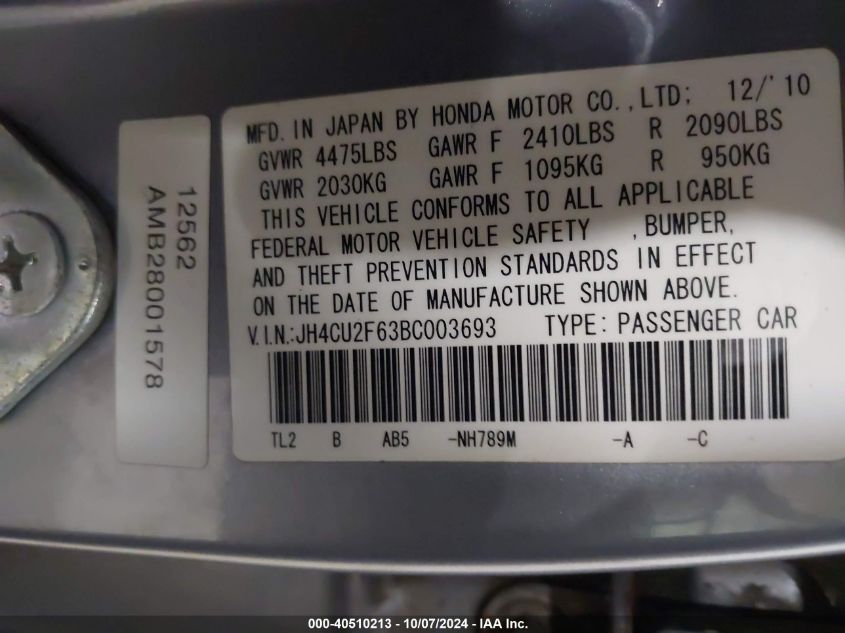 MFD. IN JAPAN BY HONDA MOTOR CO.,LTD; 12/'10
GVWR 4475LBS GAWR F 2410LBS R 2090LBS
GVWR 2030KG GAWR F 1095KG R 950KG
THIS VEHICLE CONFORMS TO ALL APPLICABLE
FEDERAL MOTOR VEHICLE SAFETY ,BUMPER,
AND THEFT PREVENTION STANDARDS IN EFFECT
ON THE DATE OF MANUFACTURE SHOWN ABOVE.
V.I.N.:JH4CU2F63BC003693 TYPE: PASSENGER CAR
TL2 B AB5 -NH789M -A -C
12562
AMB28001578
000-40510213 - 10/07/2024 - IAA Inc.